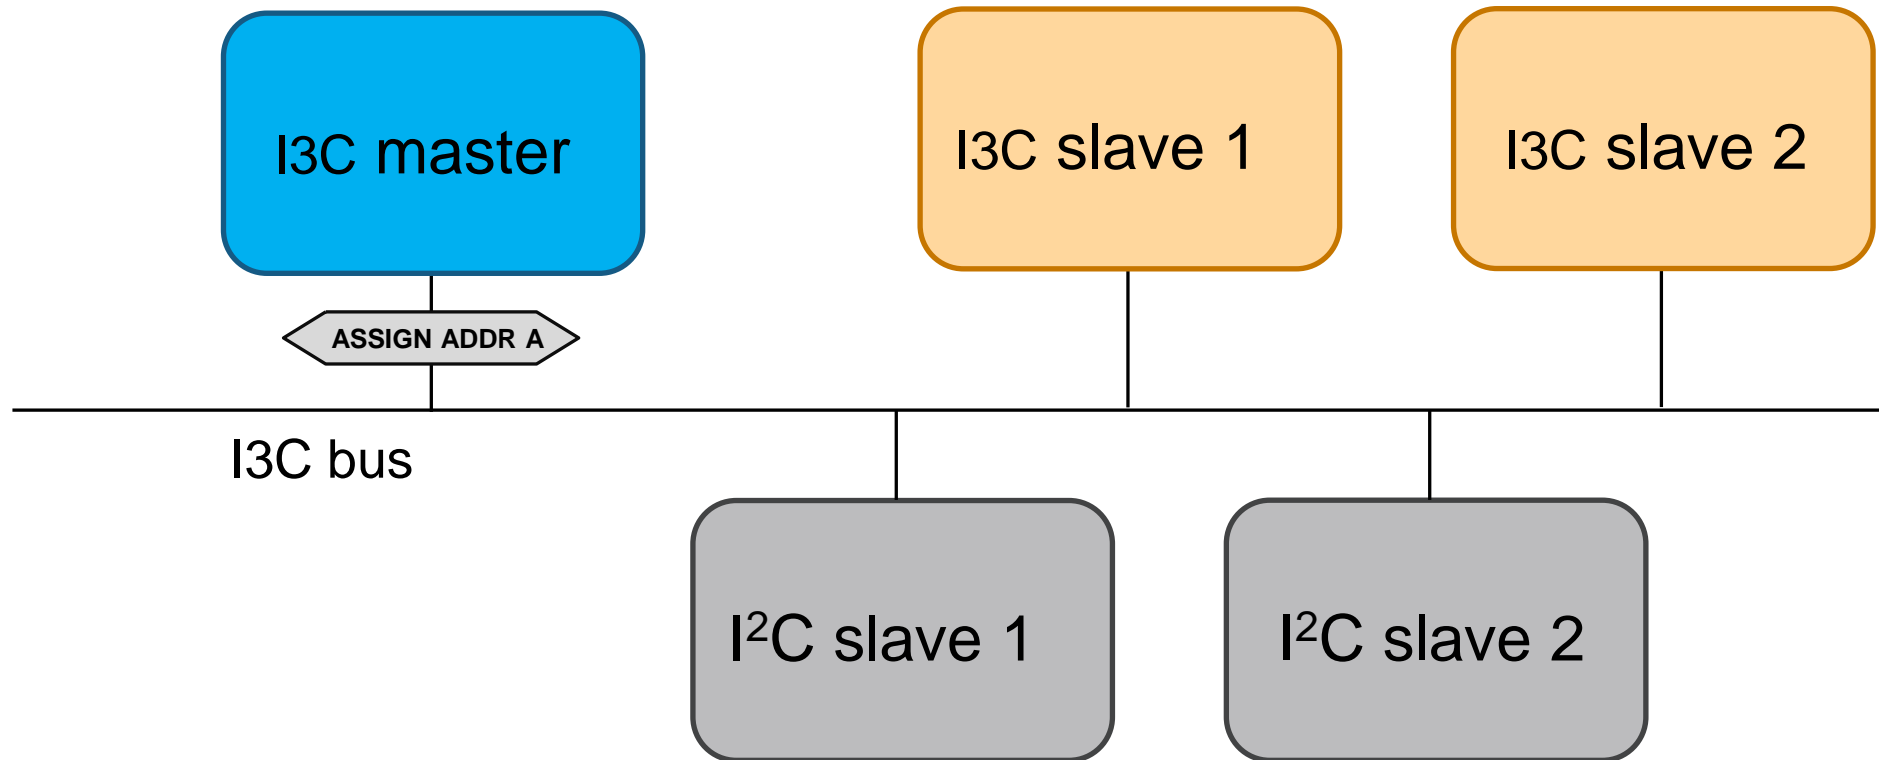 I3C master
I3C slave 1
I3C slave 2
ASSIGN ADDR A
I3C bus
I²C slave 1
I²C slave 2